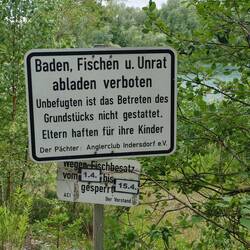 Baden, Fischen u. Unrat
abladen verboten
Unbefugten ist das Betreten des
Grundstücks nicht gestattet.
Eltern haften für ihre Kinder
Der Pächter: Anglerclub Indersdorf e.V.
Wegen Fischbesatz
vom 1.4. bis
gesperrt 15.4.
ACI Der Vorstand